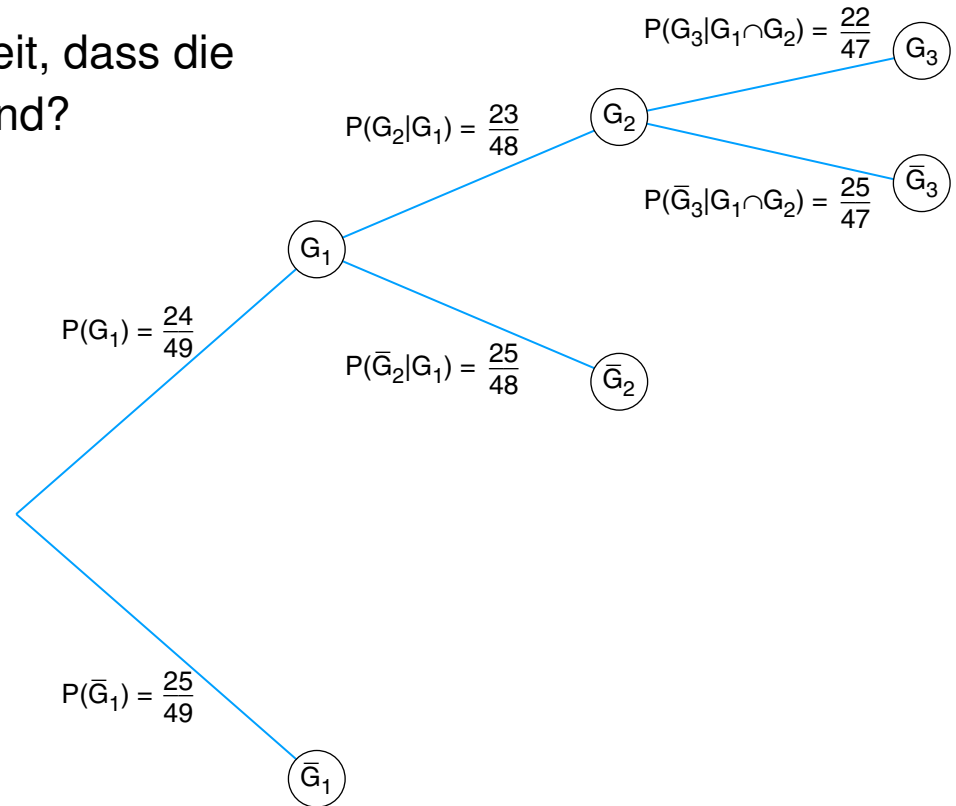 eit, dass die
nd?
P(G₃|G₁∩G₂) = 22/47
G₃
P(G₂|G₁) = 23/48
G₂
P(Ḡ₃|G₁∩G₂) = 25/47
Ḡ₃
G₁
P(G₁) = 24/49
P(Ḡ₂|G₁) = 25/48
Ḡ₂
P(Ḡ₁) = 25/49
Ḡ₁